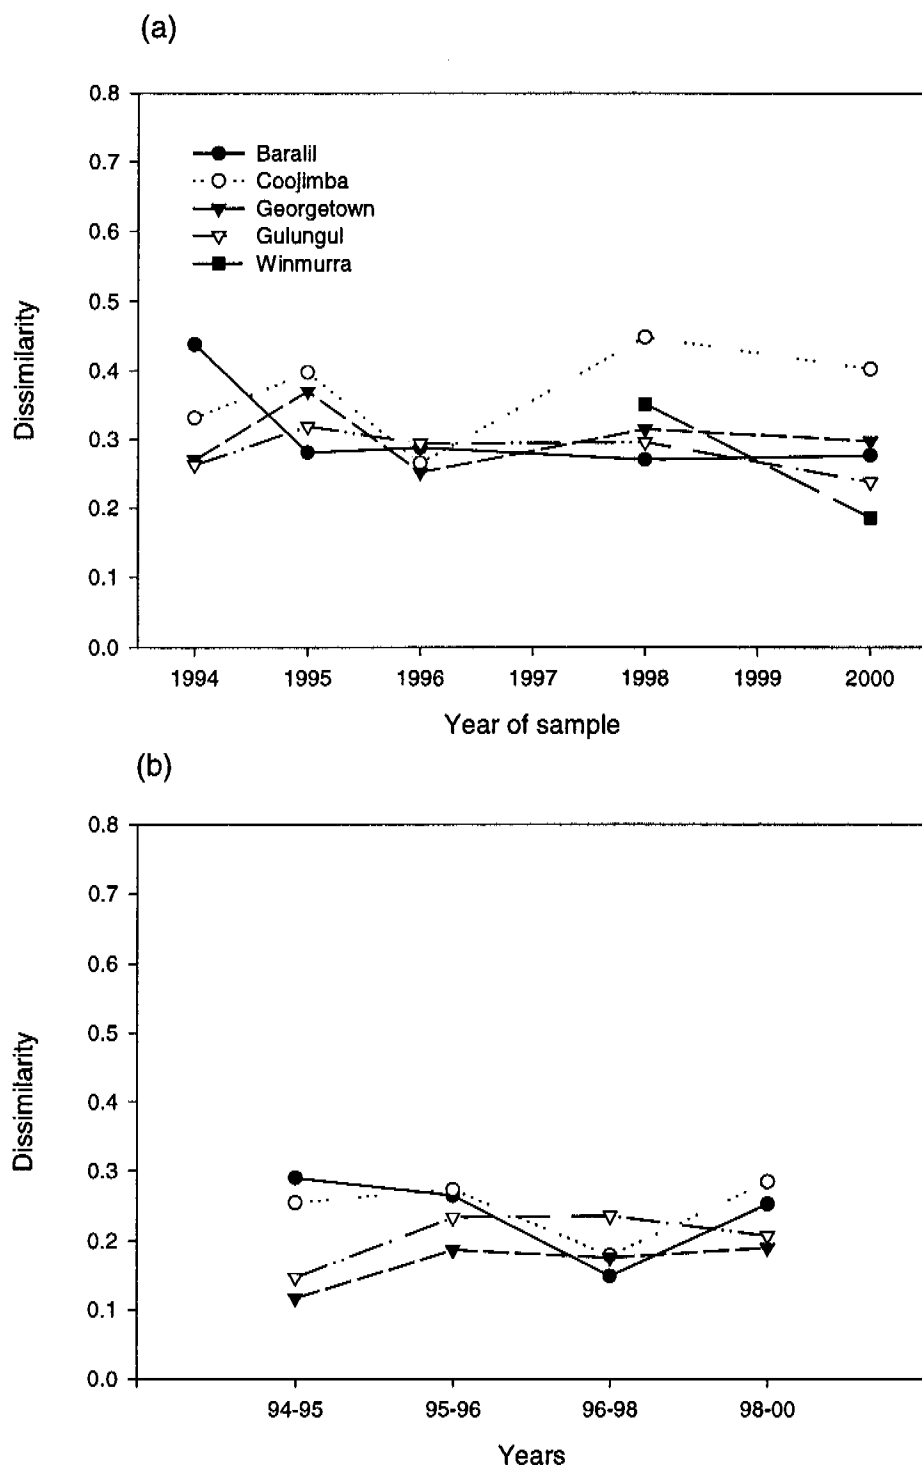 (a)
0.8
0.7
0.6
0.5
0.4
0.3
0.2
0.1
0.0
Dissimilarity
Baralil
Coojimba
Georgetown
Gulungul
Winmurra
1994 1995 1996 1997 1998 1999 2000
Year of sample
(b)
0.8
0.7
0.6
0.5
0.4
0.3
0.2
0.1
0.0
Dissimilarity
94-95 95-96 96-98 98-00
Years